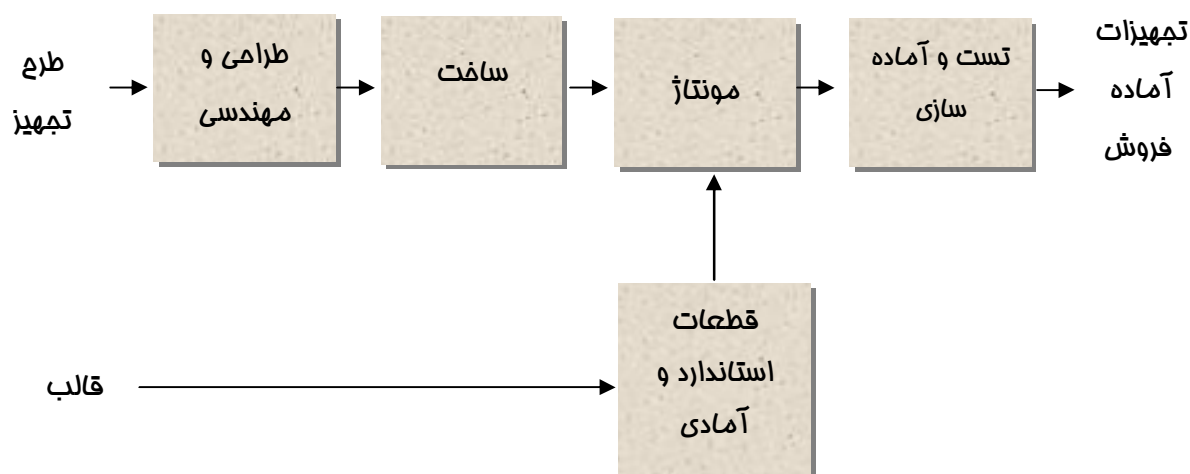 طرح
تجهیز
طراحی و
مهندسی
ساخت
مونتاژ
تست و آماده
سازی
تجهیزات
آماده
فروش
قطعات
استاندارد و
آمادی
قالب